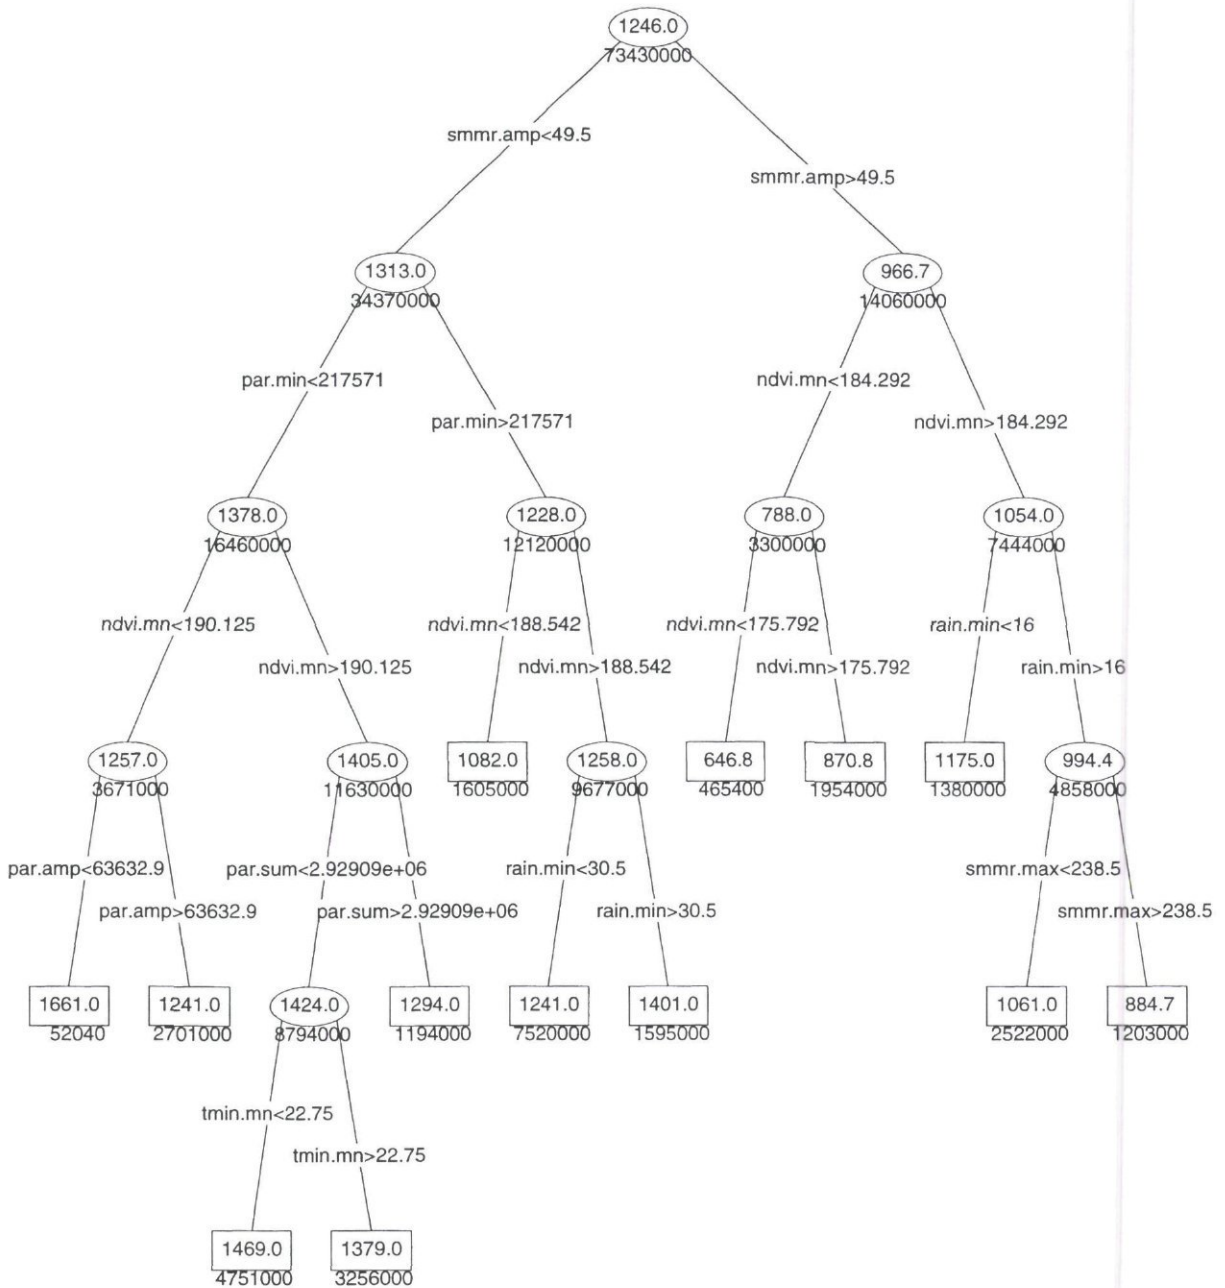 1246.0
73430000
smmr.amp<49.5
smmr.amp>49.5
1313.0
34370000
966.7
14060000
par.min<217571
par.min>217571
ndvi.mn<184.292
ndvi.mn>184.292
1378.0
16460000
1228.0
12120000
788.0
3300000
1054.0
7444000
ndvi.mn<190.125
ndvi.mn>190.125
ndvi.mn<188.542
ndvi.mn>188.542
ndvi.mn<175.792
ndvi.mn>175.792
rain.min<16
rain.min>16
1257.0
3671000
1405.0
11630000
1082.0
1605000
1258.0
9677000
646.8
465400
870.8
1954000
1175.0
1380000
994.4
4858000
par.amp<63632.9
par.amp>63632.9
par.sum<2.92909e+06
par.sum>2.92909e+06
rain.min<30.5
rain.min>30.5
smmr.max<238.5
smmr.max>238.5
1661.0
52040
1241.0
2701000
1424.0
8794000
1294.0
1194000
1241.0
7520000
1401.0
1595000
1061.0
2522000
884.7
1203000
tmin.mn<22.75
tmin.mn>22.75
1469.0
4751000
1379.0
3256000